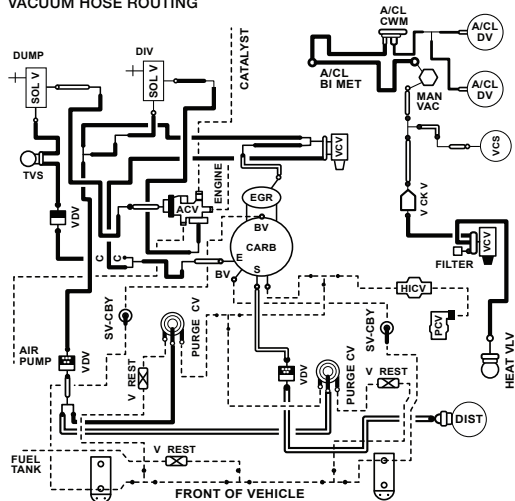 VACUUM HOSE ROUTING
DUMP
SOL V
DIV
SOL V
CATALYST
A/CL
CWM
A/CL
DV
A/CL
BI MET
MAN
VAC
A/CL
DV
VCS
TVS
VDV
ACV
ENGINE
VCV
EGR
BV
CARB
E
S
BV
C
C
V CK V
FILTER
VCV
HEAT VLV
HICV
PCV
AIR
PUMP
VDV
SV-CBY
V REST
PURGE CV
VDV
PURGE CV
SV-CBY
V REST
DIST
FUEL
TANK
V REST
FRONT OF VEHICLE